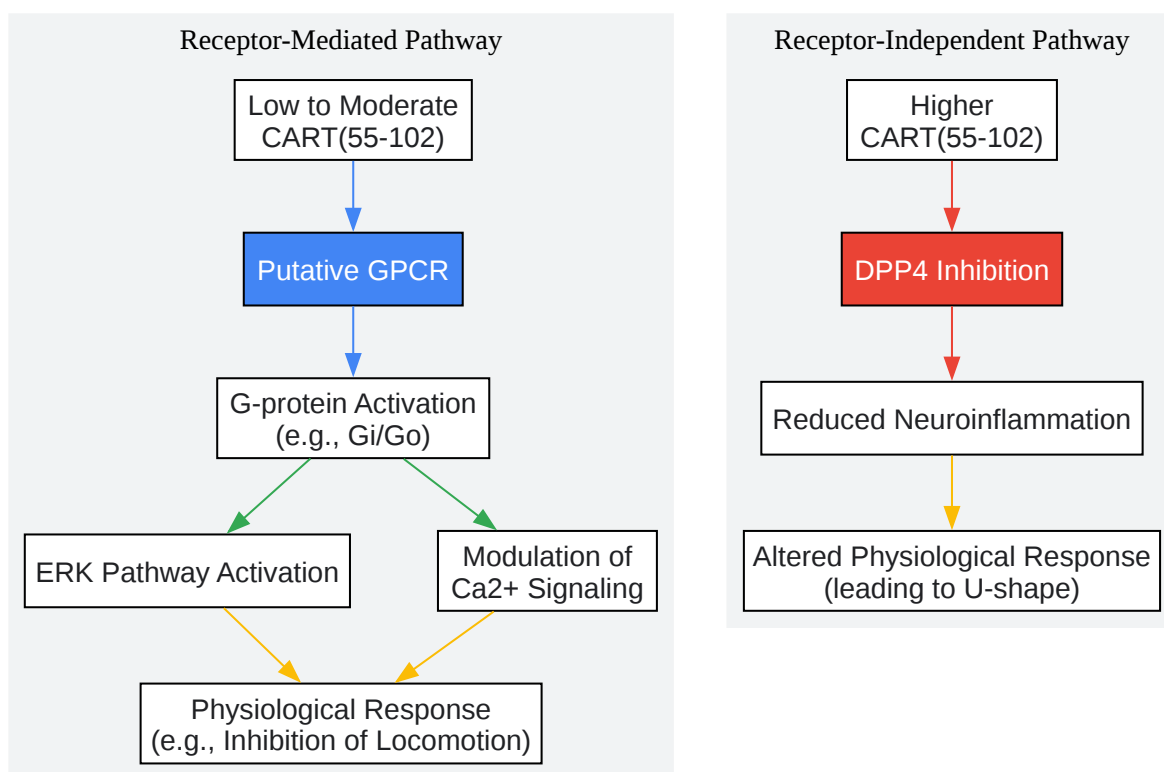 Receptor-Mediated Pathway
Low to Moderate
CART(55-102)
Putative GPCR
G-protein Activation
(e.g., Gi/Go)
ERK Pathway Activation
Modulation of
Ca2+ Signaling
Physiological Response
(e.g., Inhibition of Locomotion)
Receptor-Independent Pathway
Higher
CART(55-102)
DPP4 Inhibition
Reduced Neuroinflammation
Altered Physiological Response
(leading to U-shape)